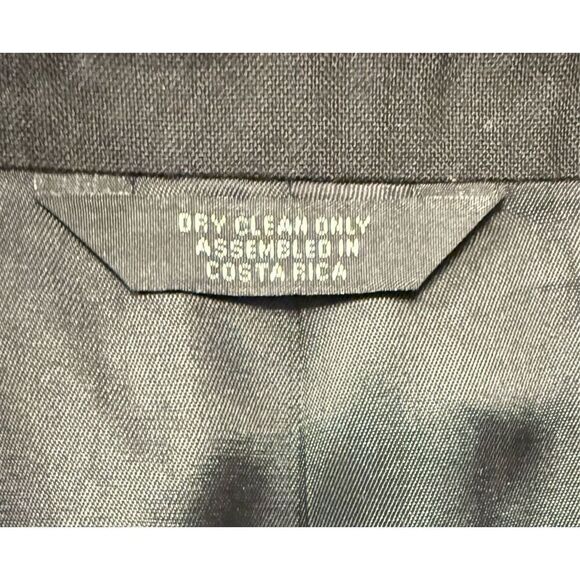 DRY CLEAN ONLY
ASSEMBLED IN
COSTA RICA